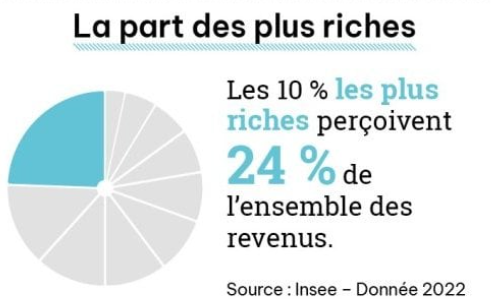 La part des plus riches
Les 10 % les plus
riches perçoivent
24 % de
l’ensemble des
revenus.
Source : Insee – Donnée 2022